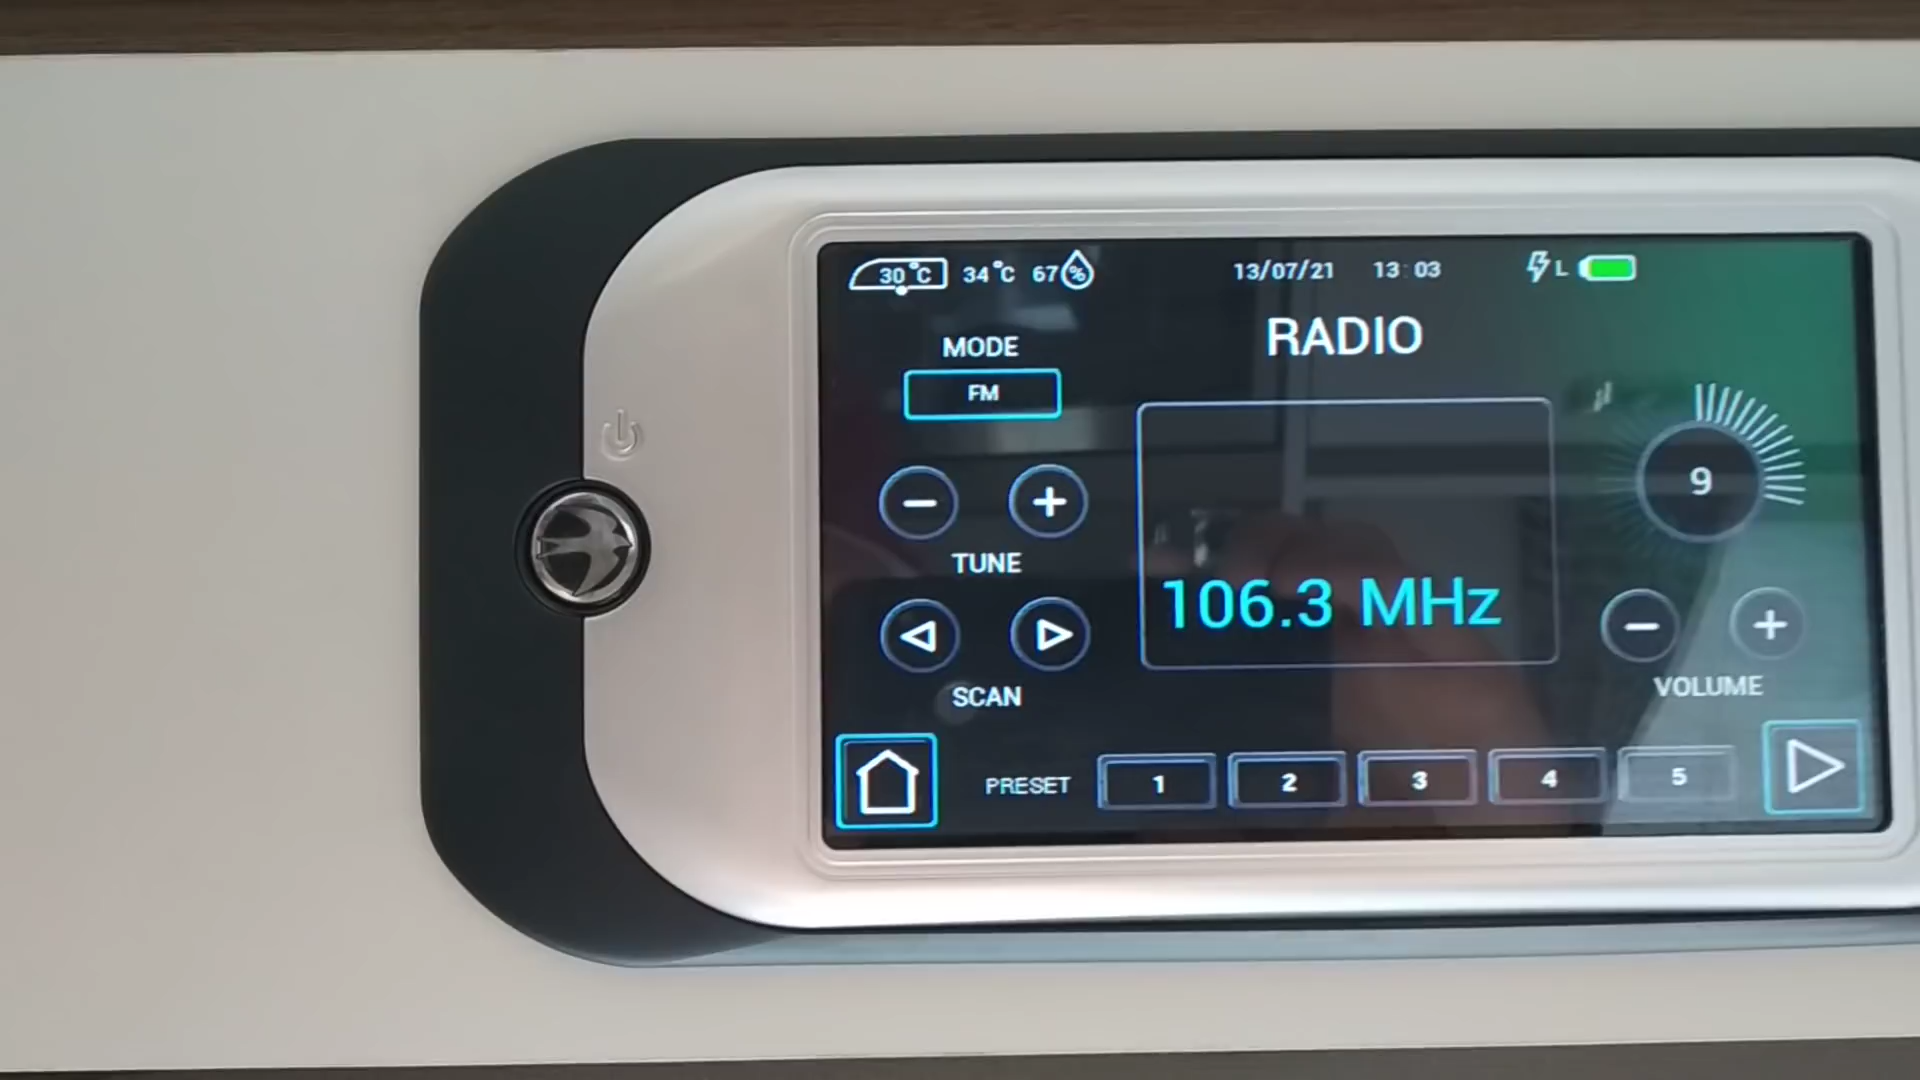 30 °C 34 °C 67 % 13/07/21 13:03 L
RADIO
MODE
FM
9
TUNE
106.3 MHz
SCAN
VOLUME
PRESET 1 2 3 4 5